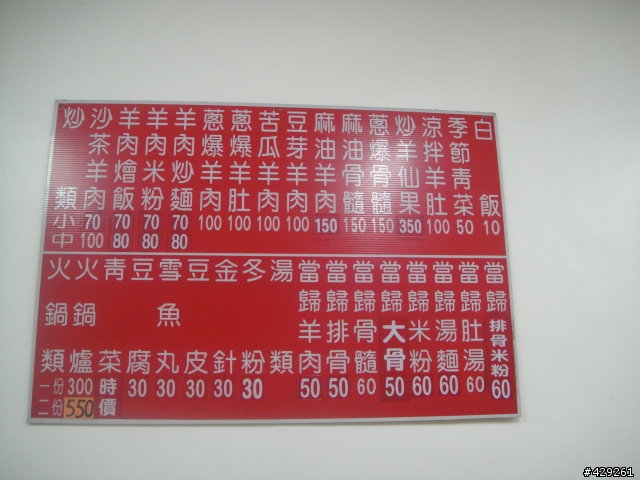 炒類 小 中
沙茶羊肉 70 100
羊肉燴飯 70 80
羊肉米粉 70 80
羊肉炒麵 70 80
蔥爆羊肉 100
蔥爆羊肚 100
苦瓜羊肉 100
豆芽羊肉 100
麻油羊肉 150
麻油骨髓 150
蔥爆骨髓 150
炒羊仙果 350
涼拌羊肚 100
季節青菜 50
白飯 10
火鍋類 一份 二份
火鍋爐 300 550
青菜 時價
豆腐 30
雪魚丸 30
豆皮 30
金針 30
冬粉 30
湯類
當歸羊肉 50
當歸排骨 50
當歸骨髓 60
當歸大骨 50
當歸米粉 60
當歸湯麵 60
當歸肚湯 60
當歸排骨米粉 60
#429261